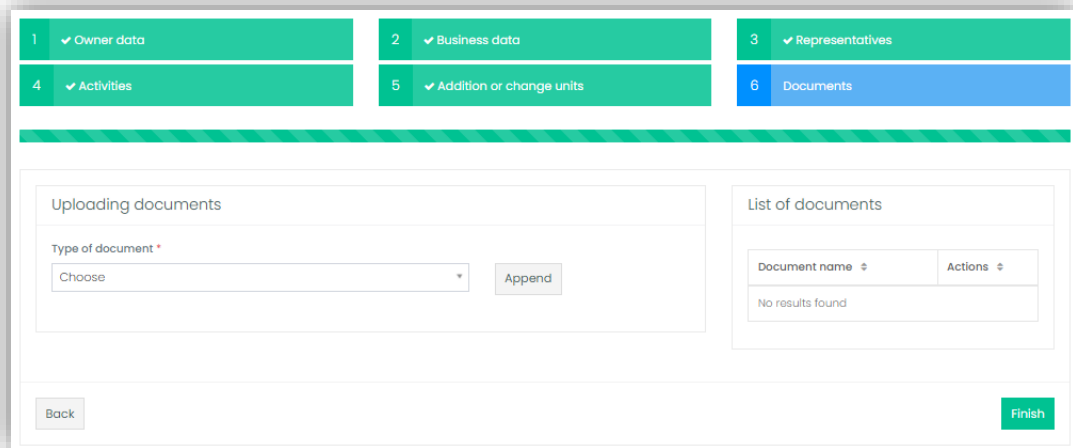 1 ✔ Owner data
2 ✔ Business data
3 ✔ Representatives
4 ✔ Activities
5 ✔ Addition or change units
6 Documents
Uploading documents
Type of document *
Choose
Append
List of documents
Document name
Actions
No results found
Back
Finish